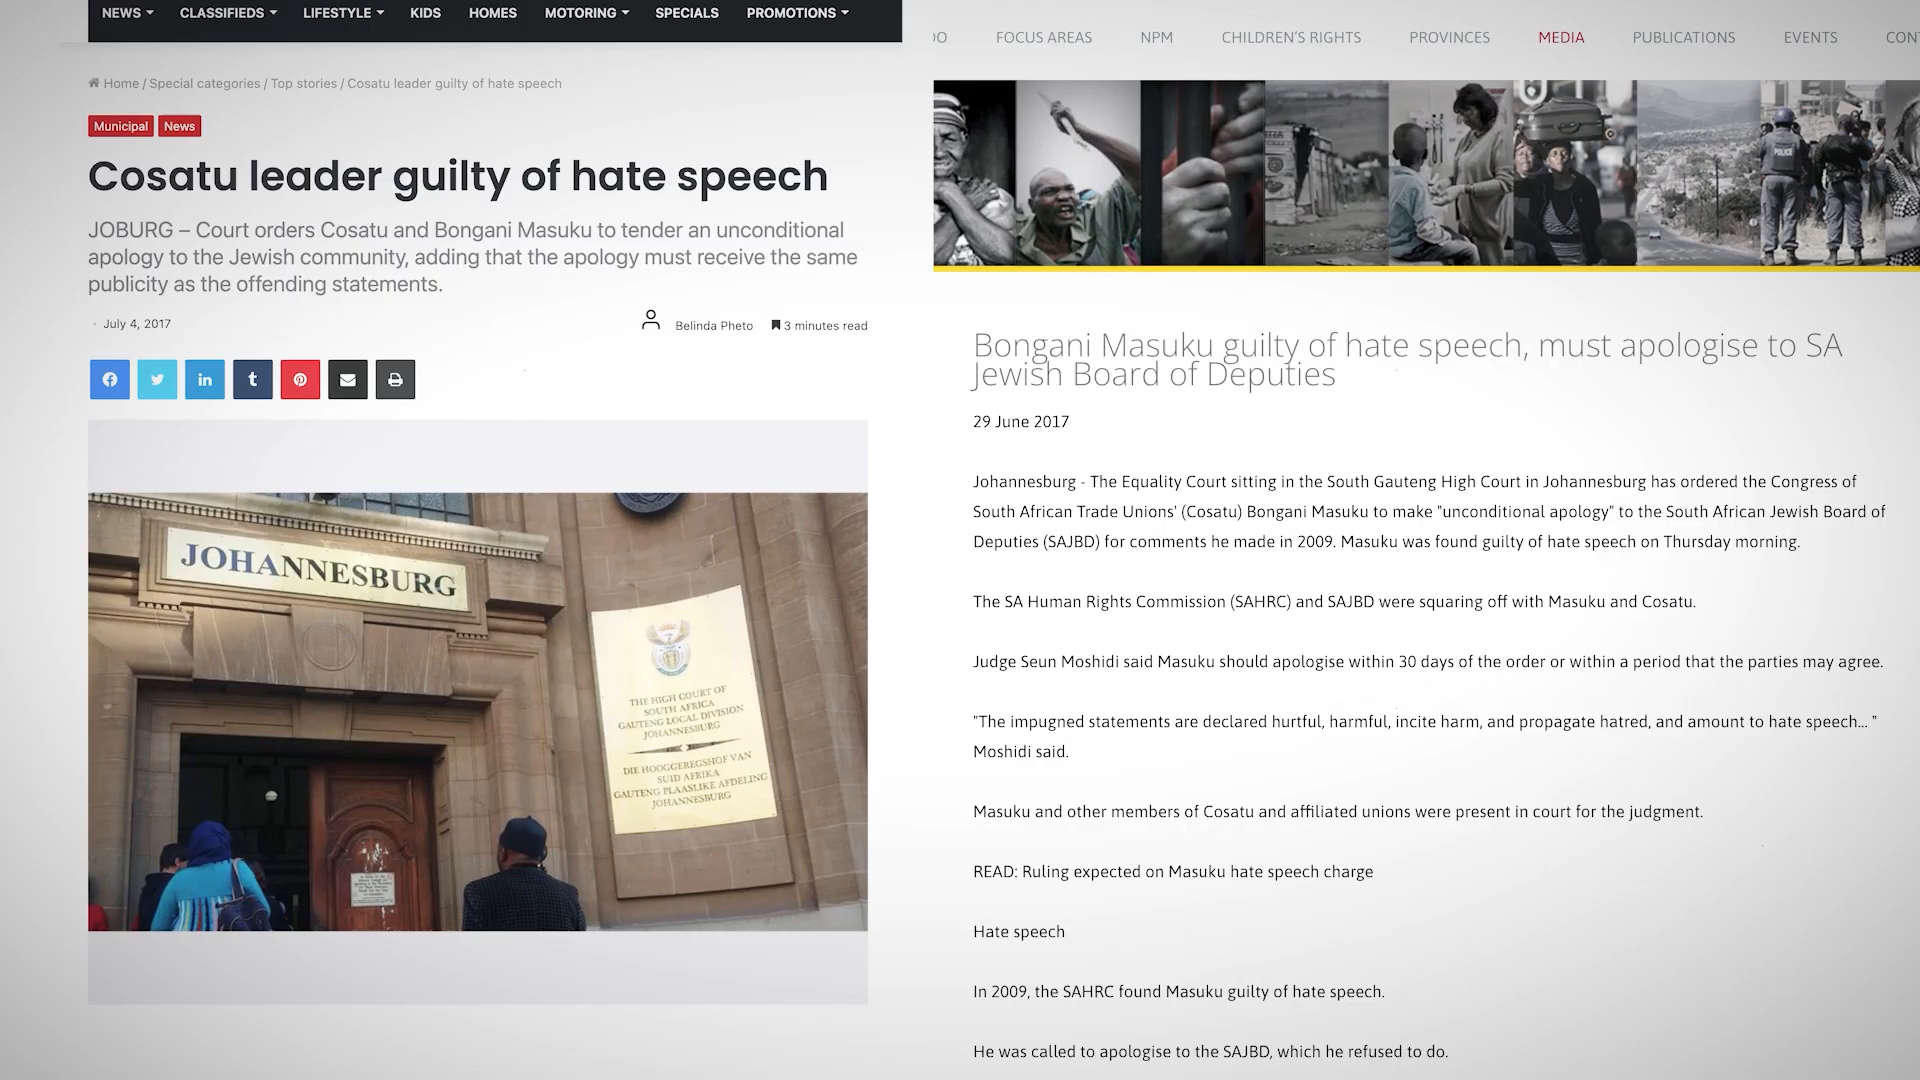 NEWS CLASSIFIEDS LIFESTYLE KIDS HOMES MOTORING SPECIALS PROMOTIONS
Home / Special categories / Top stories / Cosatu leader guilty of hate speech
Municipal News
Cosatu leader guilty of hate speech
JOBURG – Court orders Cosatu and Bongani Masuku to tender an unconditional
apology to the Jewish community, adding that the apology must receive the same
publicity as the offending statements.
July 4, 2017
Belinda Pheto 3 minutes read
JOHANNESBURG
THE HIGH COURT OF
SOUTH AFRICA
GAUTENG LOCAL DIVISION
JOHANNESBURG
DIE HOOGGEREGSHOF VAN
SUID AFRIKA
GAUTENG PLAASLIKE AFDELING
JOHANNESBURG
FOCUS AREAS NPM CHILDREN'S RIGHTS PROVINCES MEDIA PUBLICATIONS EVENTS
POLICE
Bongani Masuku guilty of hate speech, must apologise to SA
Jewish Board of Deputies
29 June 2017
Johannesburg - The Equality Court sitting in the South Gauteng High Court in Johannesburg has ordered the Congress of
South African Trade Unions' (Cosatu) Bongani Masuku to make "unconditional apology" to the South African Jewish Board of
Deputies (SAJBD) for comments he made in 2009. Masuku was found guilty of hate speech on Thursday morning.
The SA Human Rights Commission (SAHRC) and SAJBD were squaring off with Masuku and Cosatu.
Judge Seun Moshidi said Masuku should apologise within 30 days of the order or within a period that the parties may agree.
"The impugned statements are declared hurtful, harmful, incite harm, and propagate hatred, and amount to hate speech... "
Moshidi said.
Masuku and other members of Cosatu and affiliated unions were present in court for the judgment.
READ: Ruling expected on Masuku hate speech charge
Hate speech
In 2009, the SAHRC found Masuku guilty of hate speech.
He was called to apologise to the SAJBD, which he refused to do.